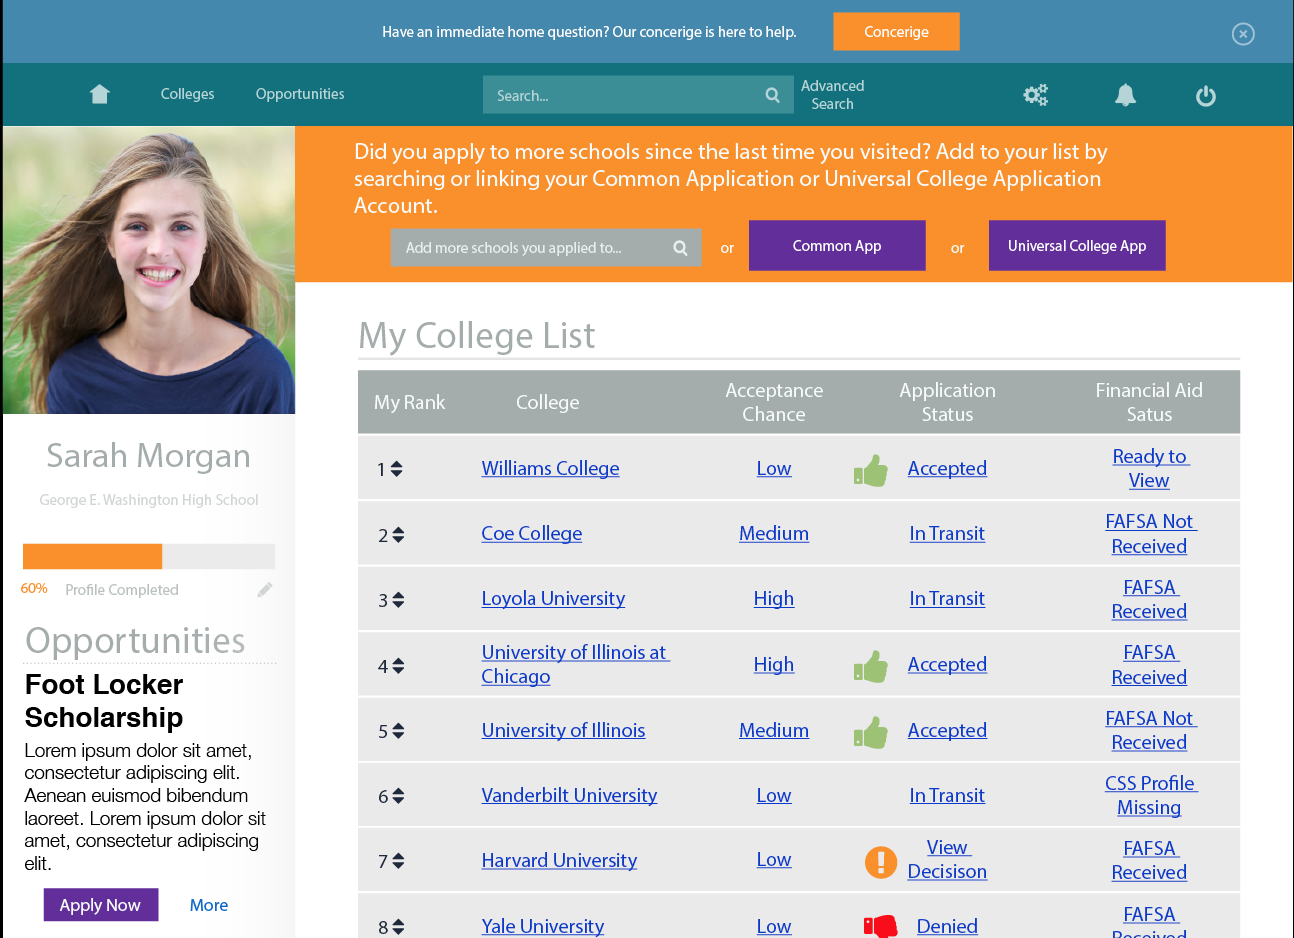 Have an immediate home question? Our concerige is here to help.
Concerige
Colleges
Opportunities
Search...
Advanced
Search
Did you apply to more schools since the last time you visited? Add to your list by
searching or linking your Common Application or Universal College Application
Account.
Add more schools you applied to...
or
Common App
or
Universal College App
Sarah Morgan
George E. Washington High School
60%
Profile Completed
Opportunities
Foot Locker
Scholarship
Lorem ipsum dolor sit amet,
consectetur adipiscing elit.
Aenean euismod bibendum
laoreet. Lorem ipsum dolor sit
amet, consectetur adipiscing
elit.
Apply Now
More
My College List
My Rank
College
Acceptance
Chance
Application
Status
Financial Aid
Satus
1
Williams College
Low
Accepted
Ready to
View
2
Coe College
Medium
In Transit
FAFSA Not
Received
3
Loyola University
High
In Transit
FAFSA
Received
4
University of Illinois at
Chicago
High
Accepted
FAFSA
Received
5
University of Illinois
Medium
Accepted
FAFSA Not
Received
6
Vanderbilt University
Low
In Transit
CSS Profile
Missing
7
Harvard University
Low
View
Decisison
FAFSA
Received
8
Yale University
Low
Denied
FAFSA
Received